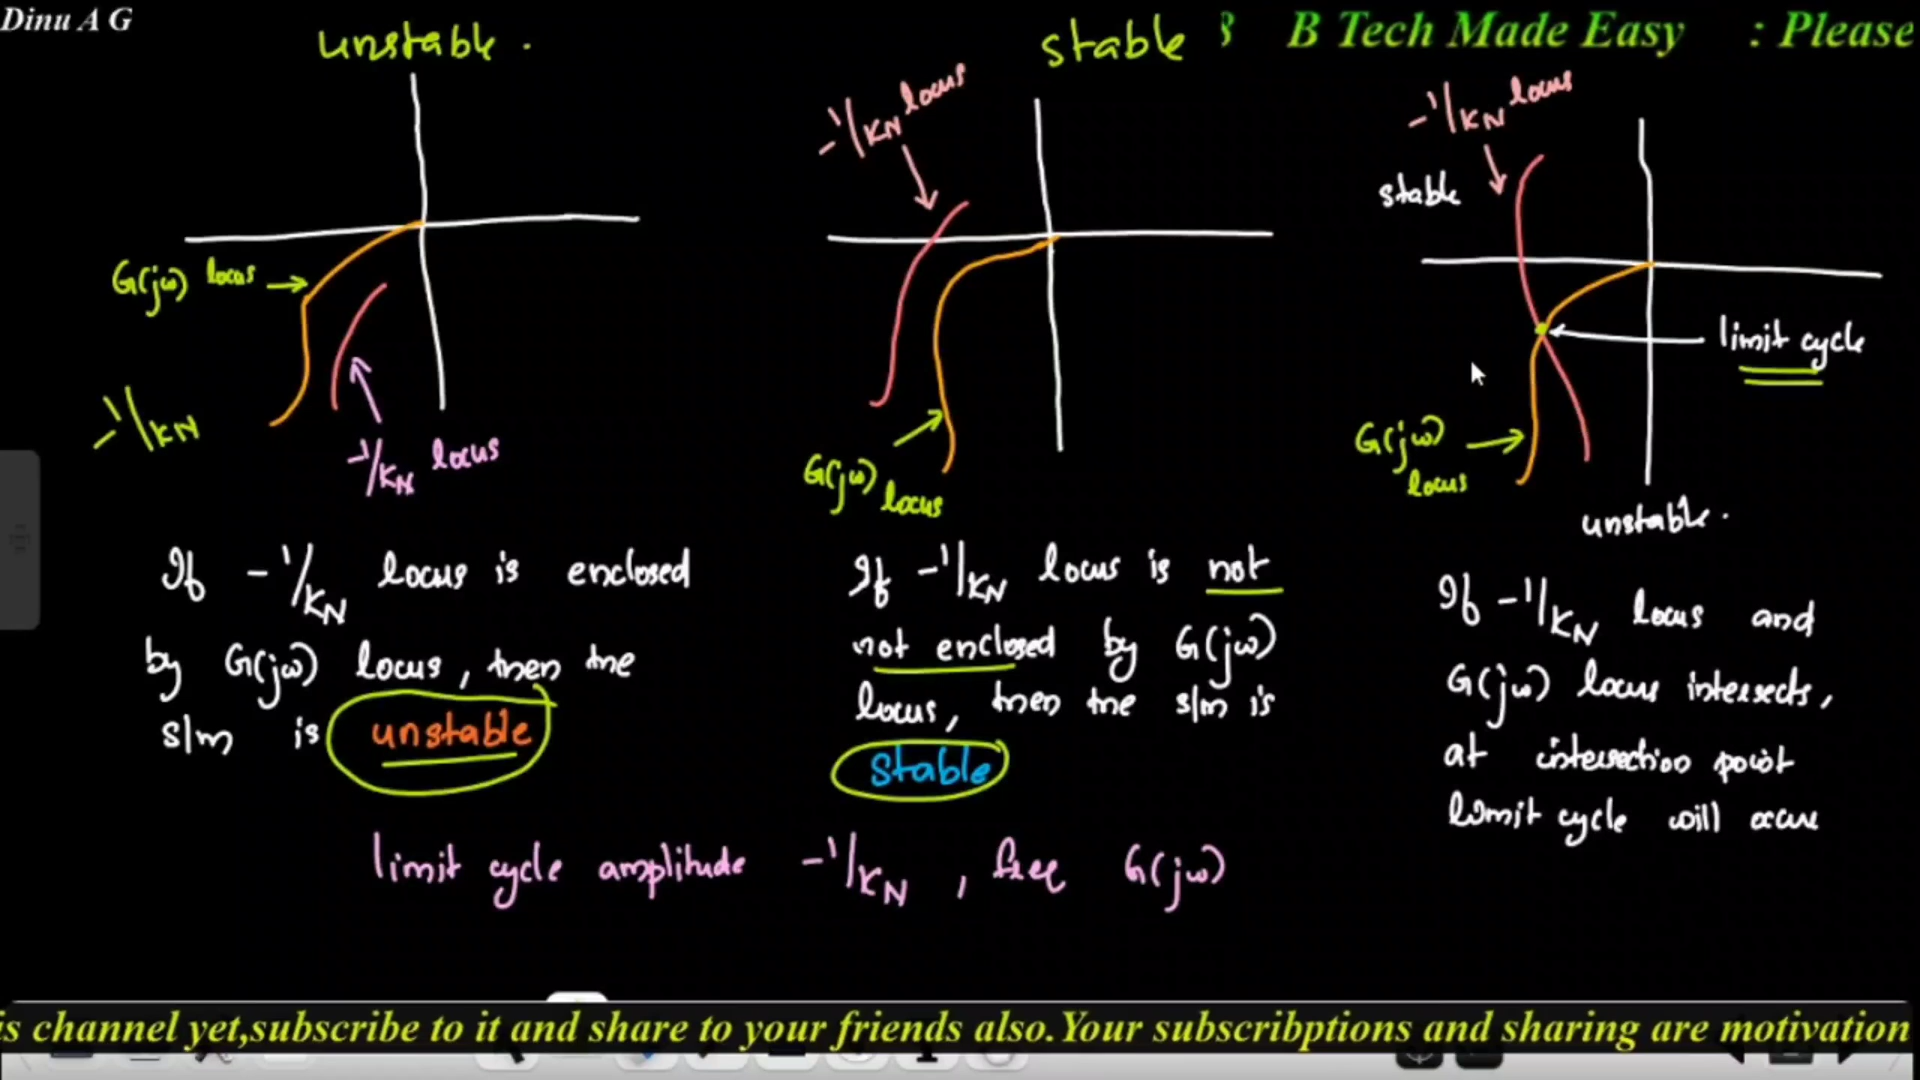 Dinu A G
B Tech Made Easy : Please
unstable.
G(jω) locus
-1/KN
-1/KN locus
stable
-1/KN locus
G(jω) locus
-1/KN locus
stable
limit cycle
G(jω) locus
unstable.
If -1/KN locus is enclosed
by G(jω) locus, then the
s/m is unstable
If -1/KN locus is not
not enclosed by G(jω)
locus, then the s/m is
stable
If -1/KN locus and
G(jω) locus intersects,
at intersection point
limit cycle will occur
limit cycle amplitude -1/KN, freq G(jω)
is channel yet,subscribe to it and share to your friends also.Your subscribptions and sharing are motivation